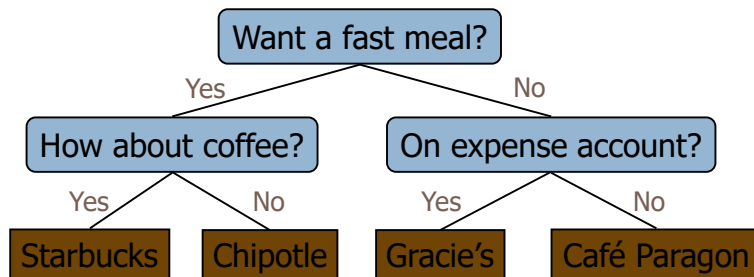 Want a fast meal?
Yes
No
How about coffee?
On expense account?
Yes
No
Yes
No
Starbucks
Chipotle
Gracie’s
Café Paragon